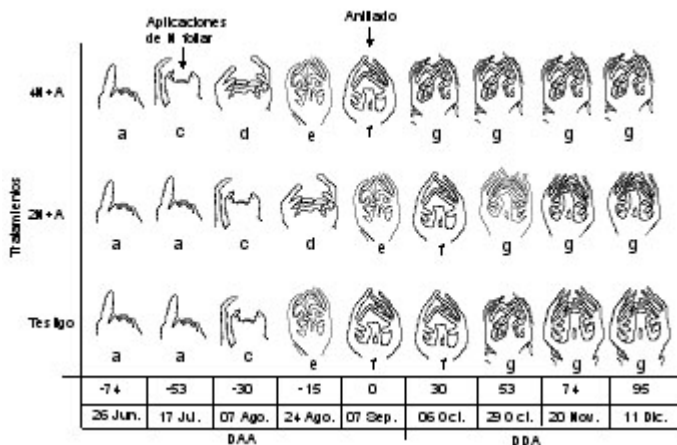 Aplicaciones
de N foliar
Anillado
4N + A
a c d e f g g g g
2N + A
a a c d e f g g g
Testigo
a a c e f f g g g
Tratamientos
-74 -53 -30 -15 0 30 53 74 95
26 Jun. 17 Jul. 07 Ago. 24 Ago. 07 Sep. 06 Oct. 29 Oct. 20 Nov. 11 Dic.
DAA DDA